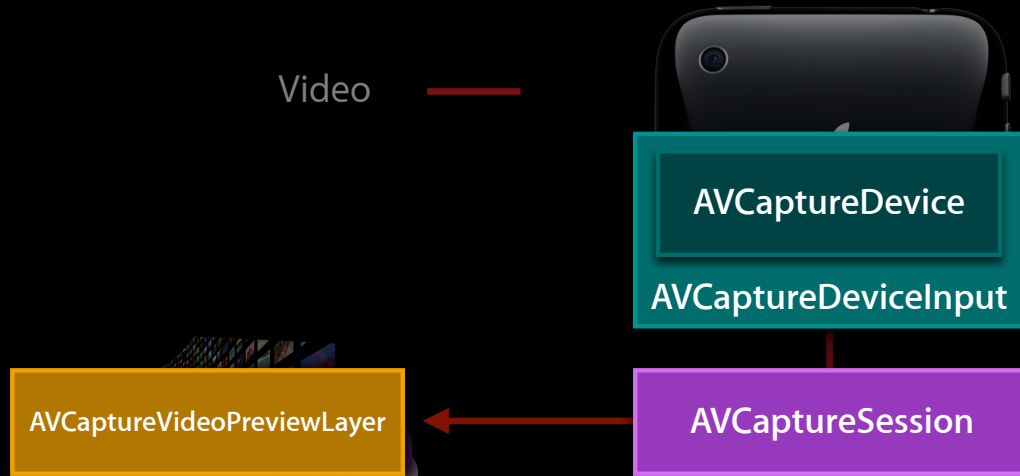 Video
AVCaptureDevice
AVCaptureDeviceInput
AVCaptureVideoPreviewLayer
AVCaptureSession